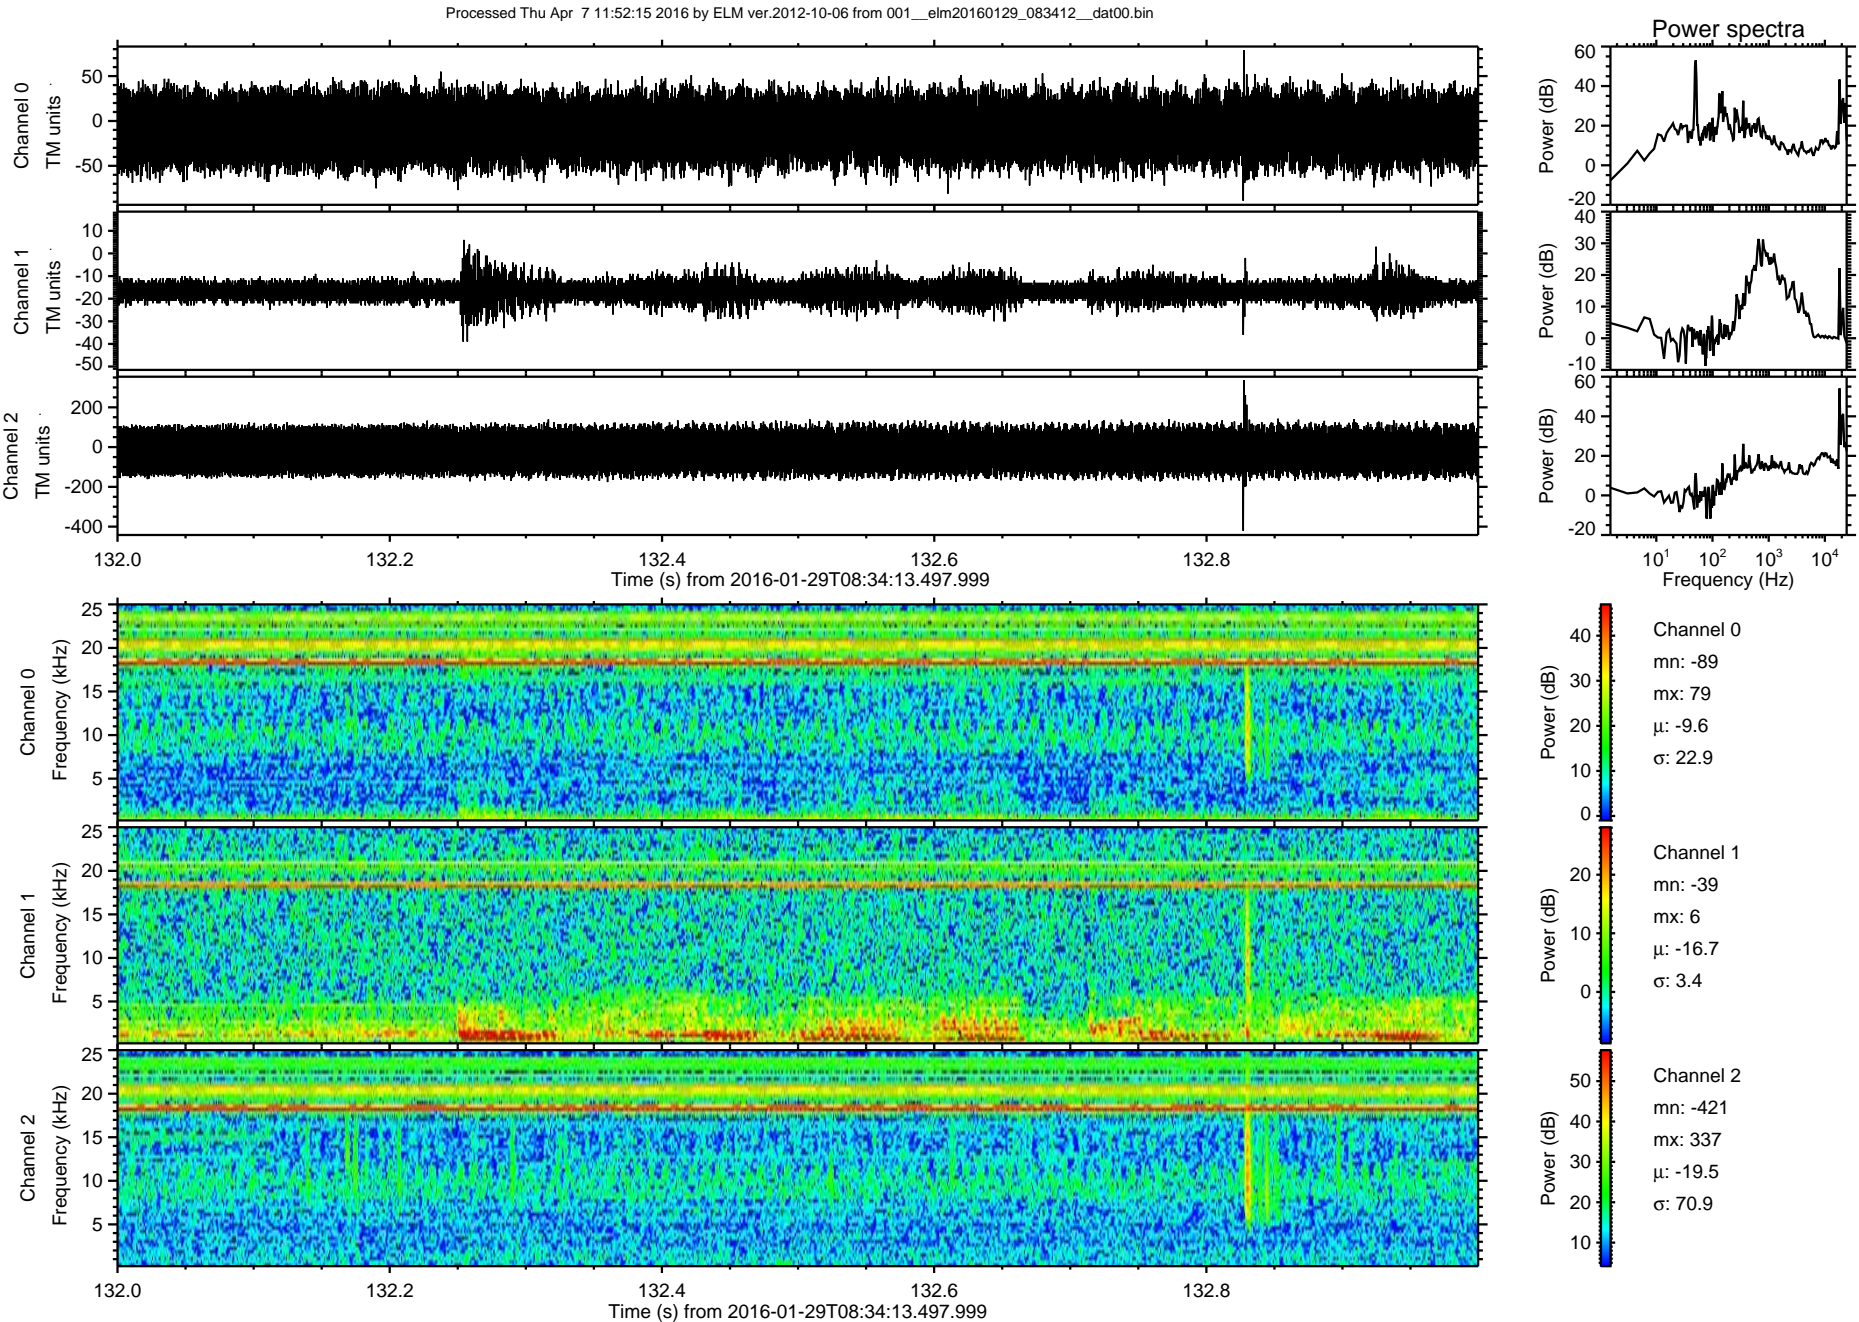 Processed Thu Apr  7 11:52:15 2016 by ELM ver.2012-10-06 from 001__elm20160129_083412__dat00.bin
Power spectra
Channel 0
TM units
50
0
-50
Power (dB)
60
40
20
0
-20
Channel 1
TM units
10
0
-10
-20
-30
-40
-50
Power (dB)
40
30
20
10
0
-10
Channel 2
TM units
200
0
-200
-400
Power (dB)
60
40
20
0
-20
132.0 132.2 132.4 132.6 132.8
Time (s) from 2016-01-29T08:34:13.497.999
10^1 10^2 10^3 10^4
Frequency (Hz)
Channel 0
Frequency (kHz)
25
20
15
10
5
Power (dB)
40
30
20
10
0
Channel 0
mn: -89
mx: 79
μ: -9.6
σ: 22.9
Channel 1
Frequency (kHz)
25
20
15
10
5
Power (dB)
20
10
0
Channel 1
mn: -39
mx: 6
μ: -16.7
σ: 3.4
Channel 2
Frequency (kHz)
25
20
15
10
5
Power (dB)
50
40
30
20
10
Channel 2
mn: -421
mx: 337
μ: -19.5
σ: 70.9
132.0 132.2 132.4 132.6 132.8
Time (s) from 2016-01-29T08:34:13.497.999